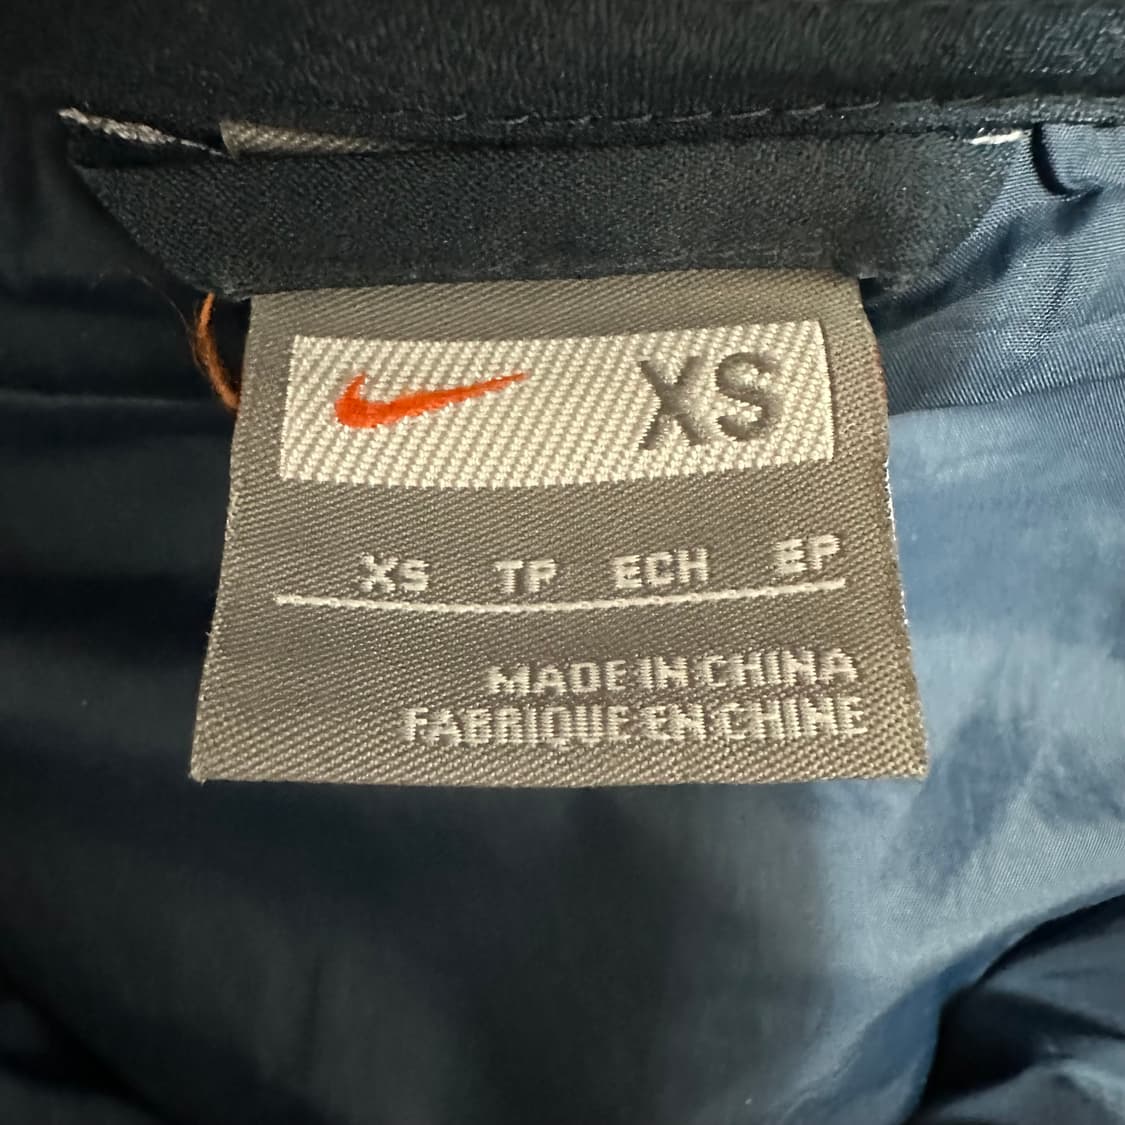 XS
XS TP ECH EP
MADE IN CHINA
FABRIQUE EN CHINE